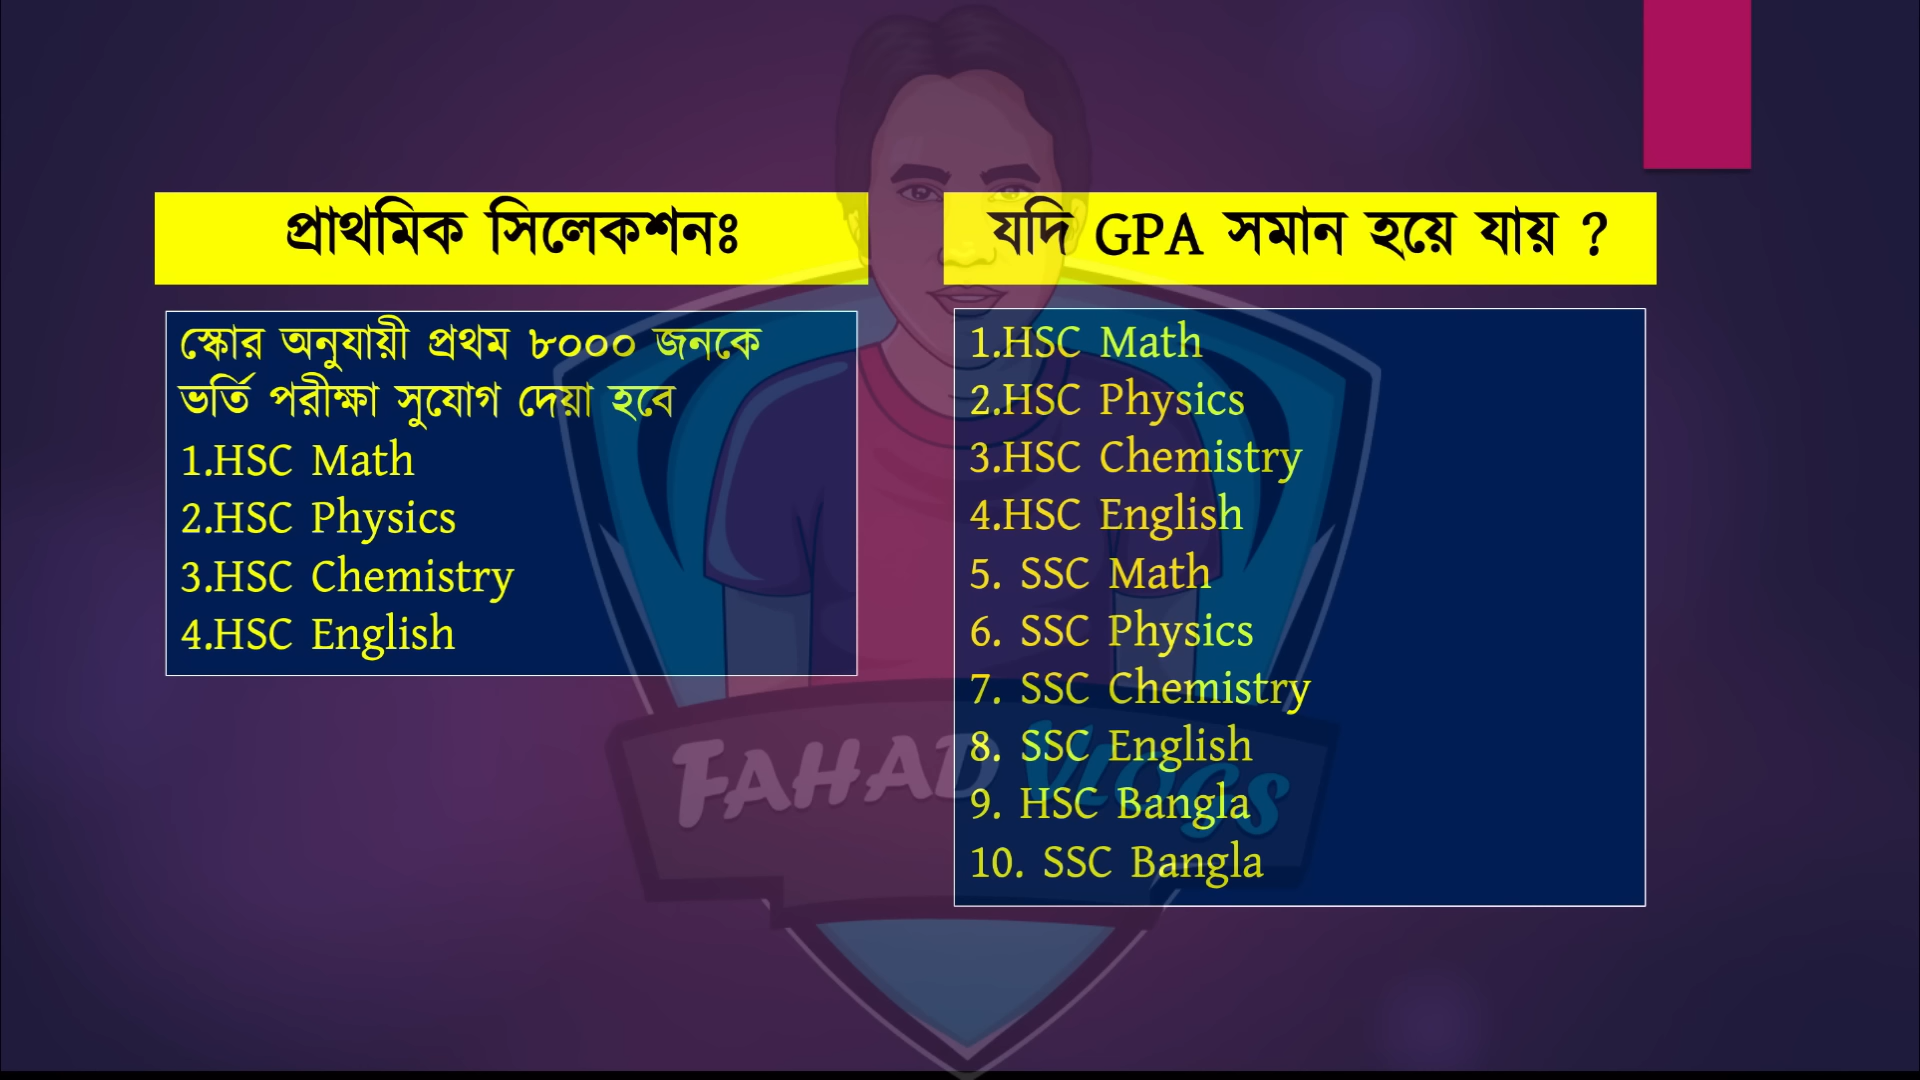 প্রাথমিক সিলেকশনঃ
স্কোর অনুযায়ী প্রথম ৮০০০ জনকে
ভর্তি পরীক্ষা সুযোগ দেয়া হবে
1.HSC Math
2.HSC Physics
3.HSC Chemistry
4.HSC English
যদি GPA সমান হয়ে যায় ?
1.HSC Math
2.HSC Physics
3.HSC Chemistry
4.HSC English
5. SSC Math
6. SSC Physics
7. SSC Chemistry
8. SSC English
9. HSC Bangla
10. SSC Bangla
FAHAD VLOGS